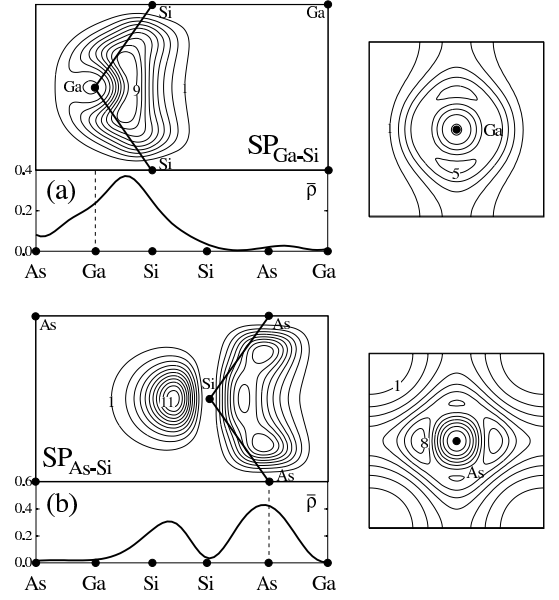 Si
Ga
Ga
9
1
SP Ga-Si
Si
1
Ga
5
0.4
0.2
0.0
(a)
ρ̄
As Ga Si Si As Ga
As
As
Si
1
11
SP As-Si
As
1
8
As
0.6
0.4
0.2
0.0
(b)
ρ̄
As Ga Si Si As Ga